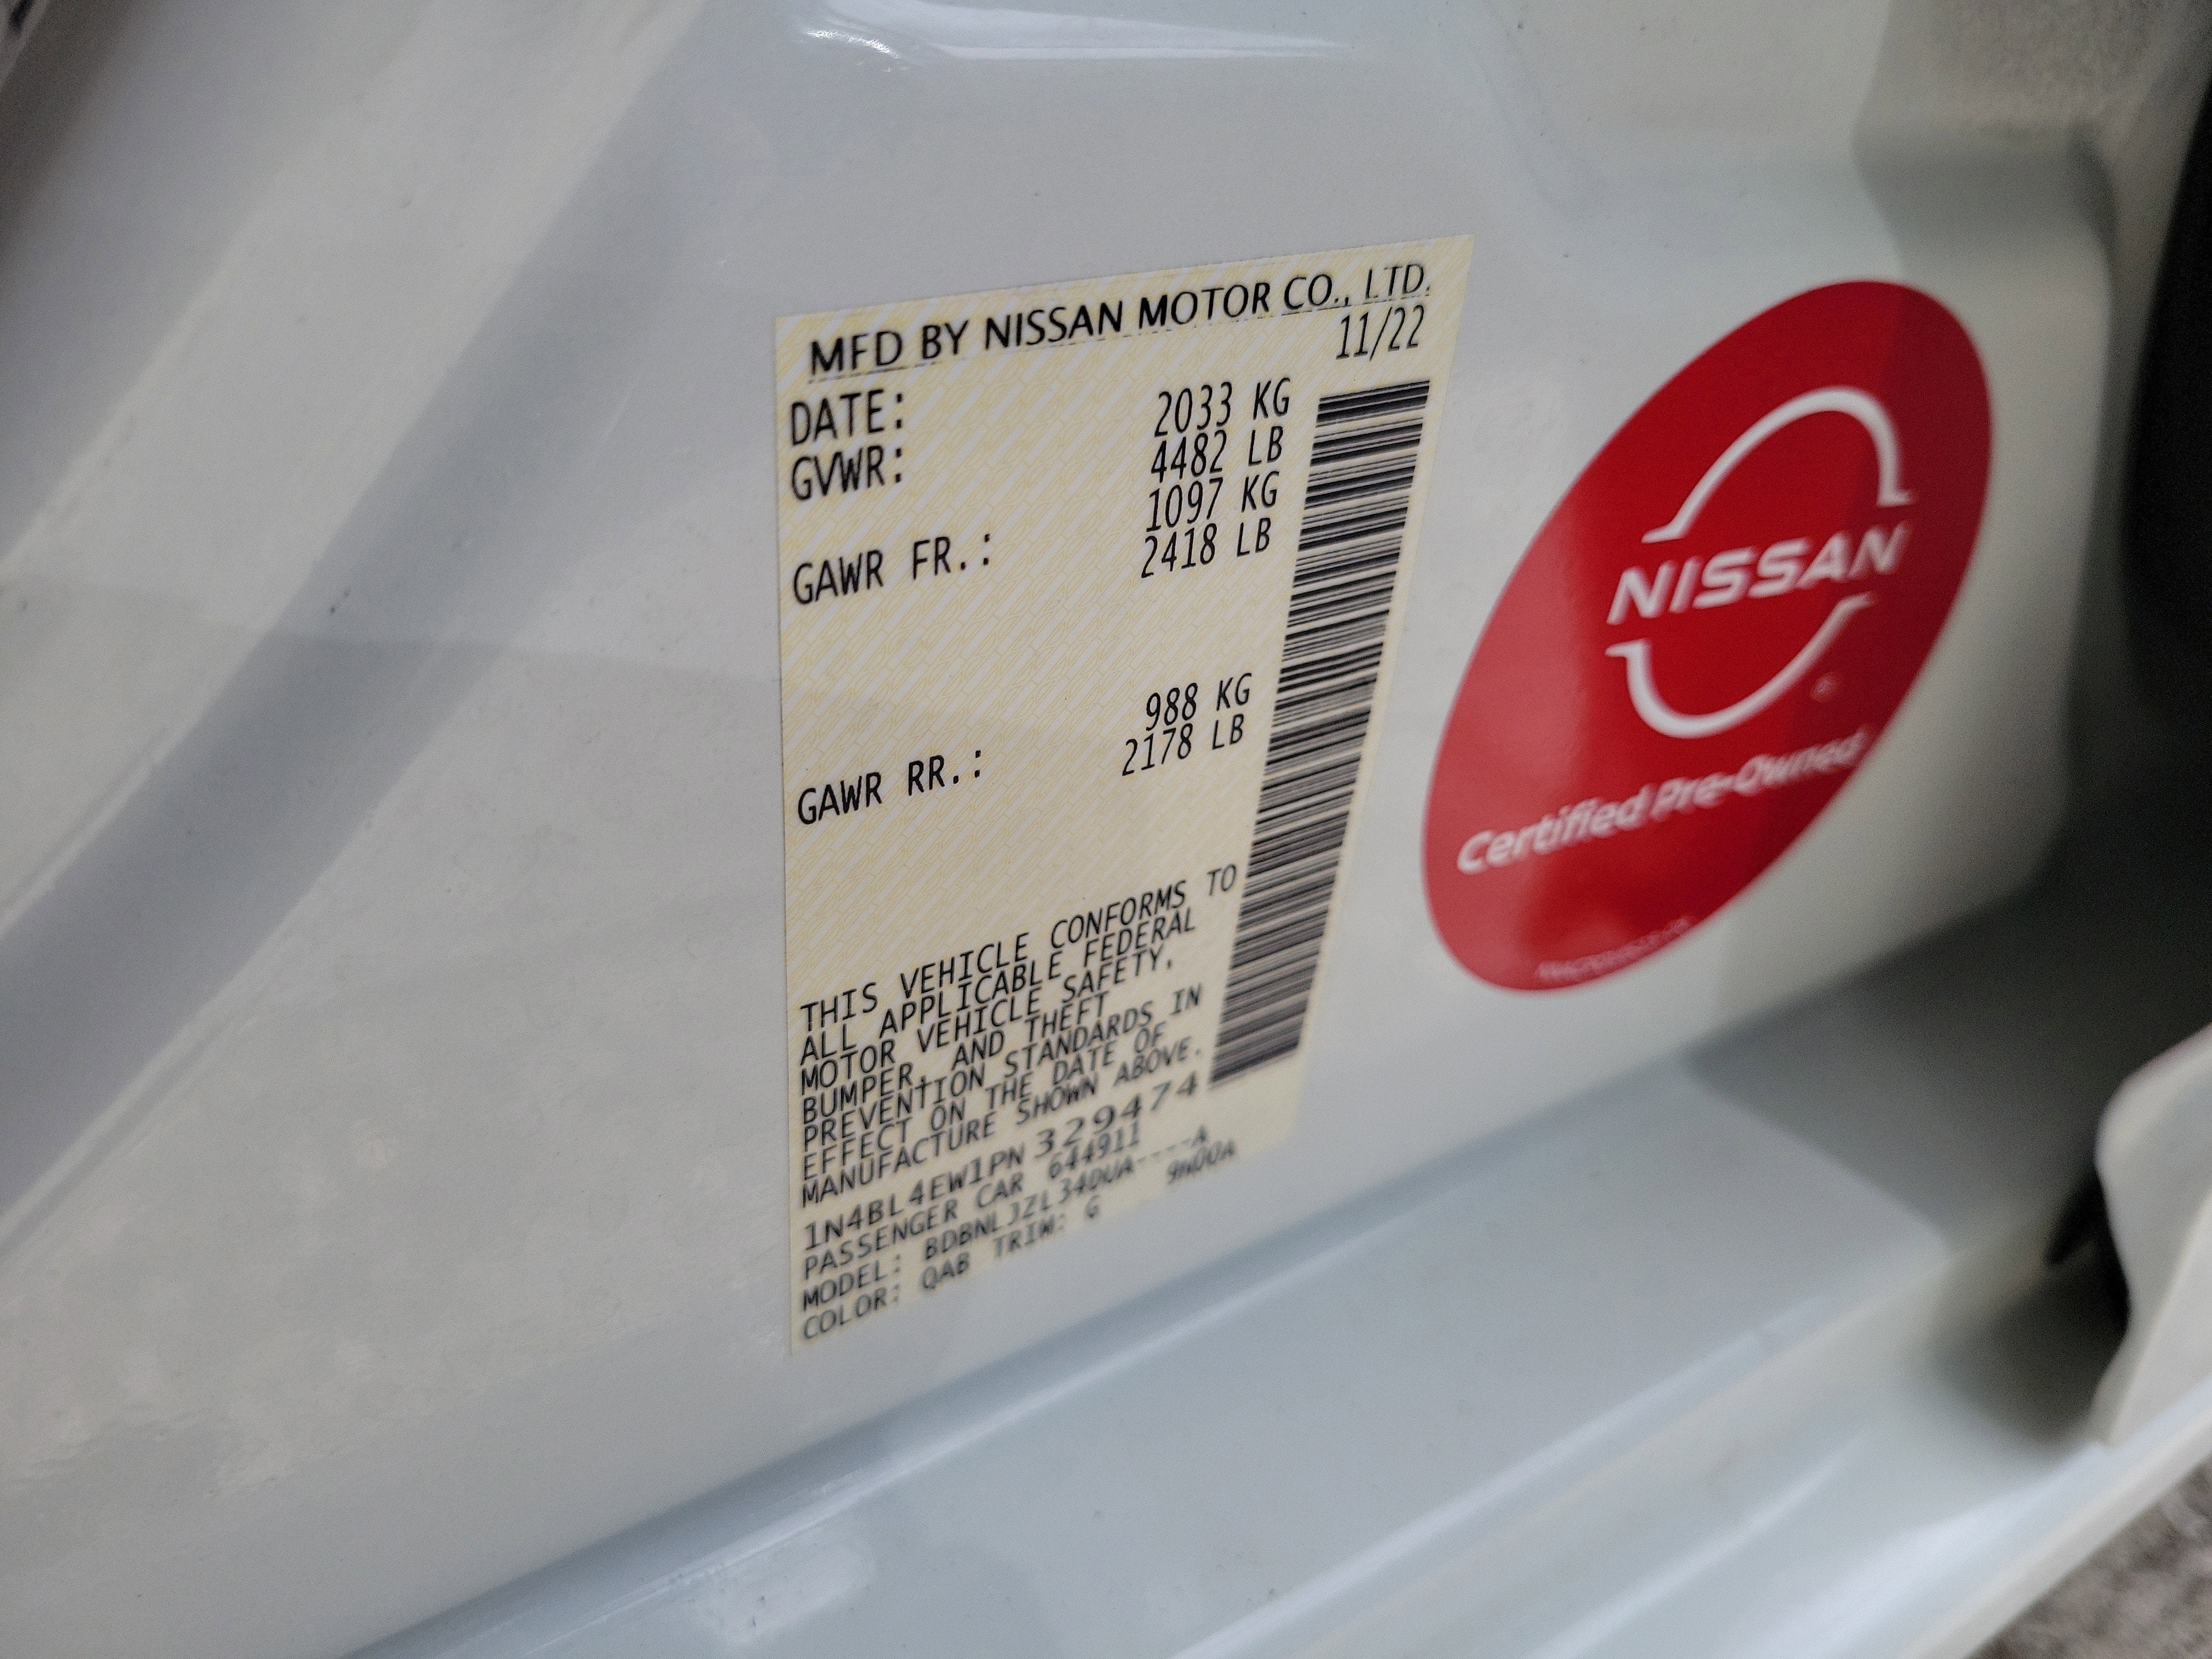 MFD BY NISSAN MOTOR CO., LTD.
DATE: 11/22
GVWR: 2033 KG
4482 LB
GAWR FR.: 1097 KG
2418 LB
GAWR RR.: 988 KG
2178 LB
THIS VEHICLE CONFORMS TO
ALL APPLICABLE FEDERAL
MOTOR VEHICLE SAFETY,
BUMPER, AND THEFT
PREVENTION STANDARDS IN
EFFECT ON THE DATE OF
MANUFACTURE SHOWN ABOVE.
1N4BL4EW1PN329474
PASSENGER CAR 644911
MODEL: BDBNLJZL34DUA----A
COLOR: QAB TRIM: G
NISSAN
®
Certified Pre-Owned